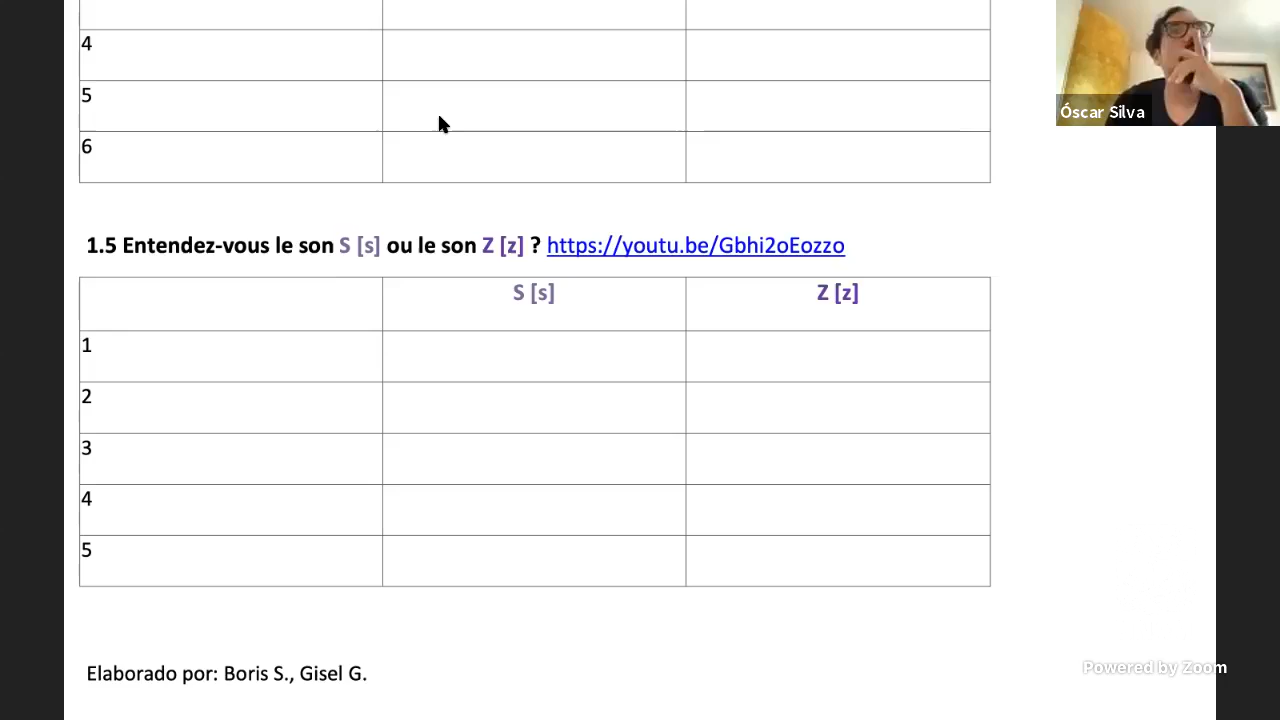 4
5
6
Óscar Silva
1.5 Entendez-vous le son S [s] ou le son Z [z] ? https://youtu.be/Gbhi2oEozzo
S [s] Z [z]
1
2
3
4
5
Elaborado por: Boris S., Gisel G.
Powered by Zoom